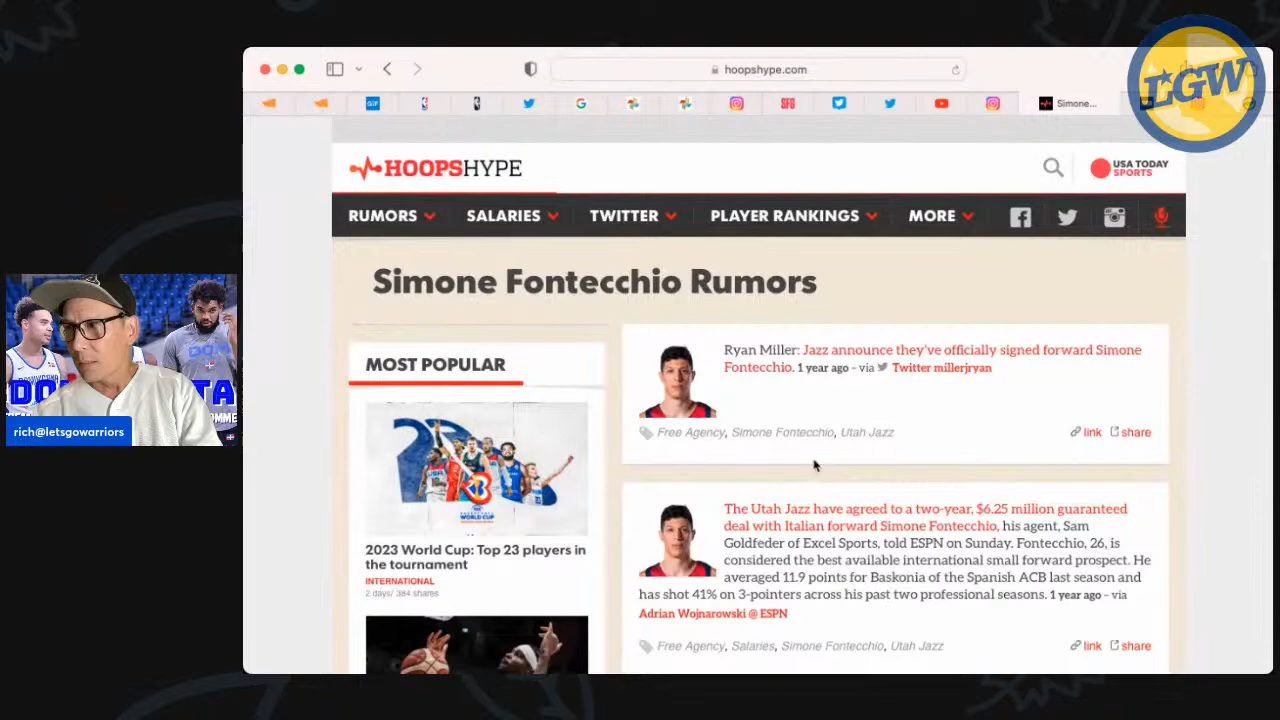 LGW
hoopshype.com
GIF
SFG
Simone...
HOOPSHYPE
USA TODAY
SPORTS
RUMORS
SALARIES
TWITTER
PLAYER RANKINGS
MORE
Simone Fontecchio Rumors
MOST POPULAR
2023 World Cup: Top 23 players in
the tournament
INTERNATIONAL
2 days/ 384 shares
Ryan Miller: Jazz announce they've officially signed forward Simone
Fontecchio. 1 year ago – via Twitter millerjryan
Free Agency, Simone Fontecchio, Utah Jazz
link share
The Utah Jazz have agreed to a two-year, $6.25 million guaranteed
deal with Italian forward Simone Fontecchio, his agent, Sam
Goldfeder of Excel Sports, told ESPN on Sunday. Fontecchio, 26, is
considered the best available international small forward prospect. He
averaged 11.9 points for Baskonia of the Spanish ACB last season and
has shot 41% on 3-pointers across his past two professional seasons. 1 year ago – via
Adrian Wojnarowski @ ESPN
Free Agency, Salaries, Simone Fontecchio, Utah Jazz
link share
rich@letsgowarriors